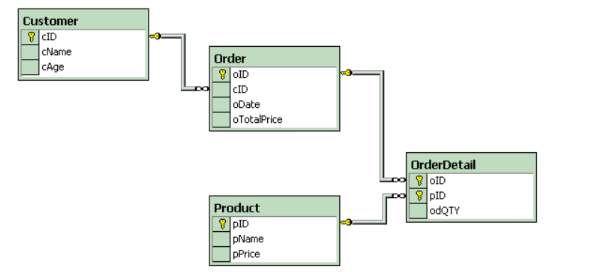 Customer
cID
cName
cAge
Order
oID
cID
oDate
oTotalPrice
OrderDetail
oID
pID
odQTY
Product
pID
pName
pPrice